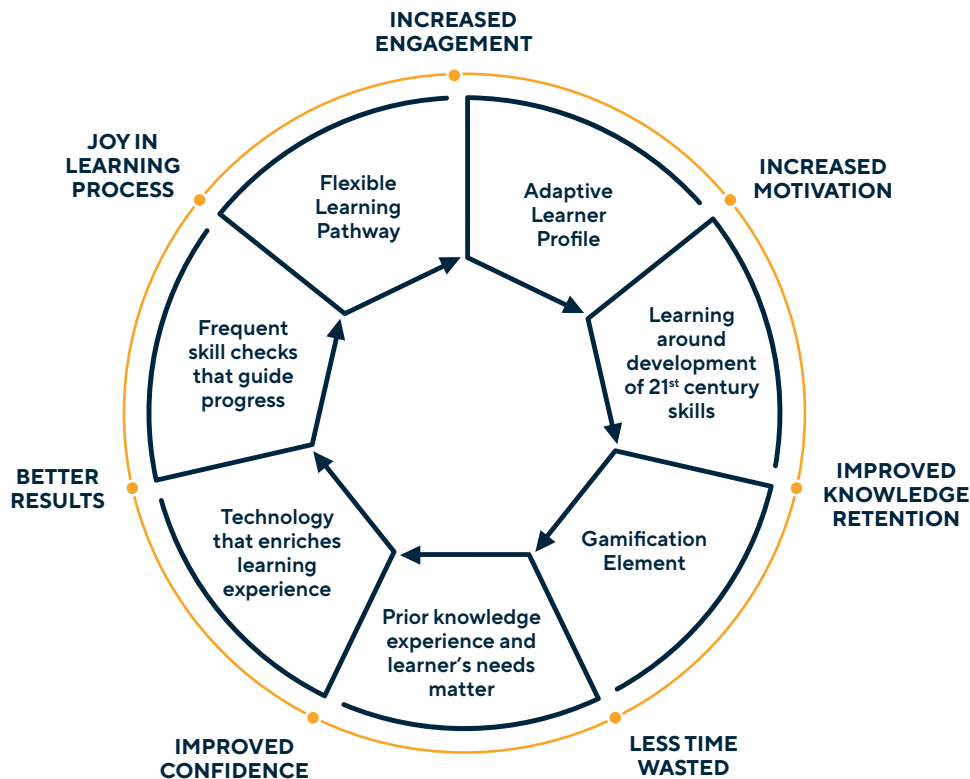 INCREASED
ENGAGEMENT
INCREASED
MOTIVATION
IMPROVED
KNOWLEDGE
RETENTION
LESS TIME
WASTED
IMPROVED
CONFIDENCE
BETTER
RESULTS
JOY IN
LEARNING
PROCESS
Adaptive
Learner
Profile
Learning
around
development
of 21st century
skills
Gamification
Element
Prior knowledge
experience and
learner's needs
matter
Technology
that enriches
learning
experience
Frequent
skill checks
that guide
progress
Flexible
Learning
Pathway